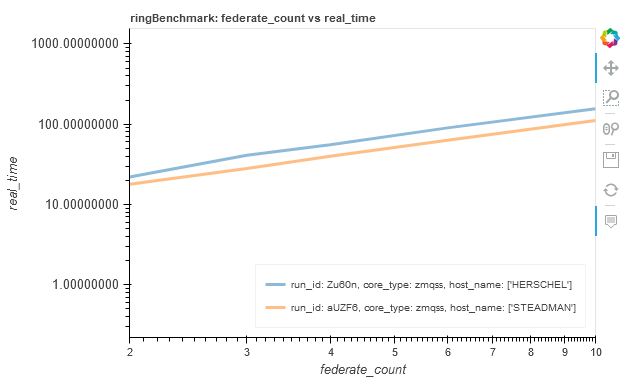 ringBenchmark: federate_count vs real_time
1000.00000000
100.00000000
10.00000000
1.00000000
real_time
run_id: Zu60n, core_type: zmqss, host_name: ['HERSCHEL']
run_id: aUZF6, core_type: zmqss, host_name: ['STEADMAN']
2 3 4 5 6 7 8 9 10
federate_count